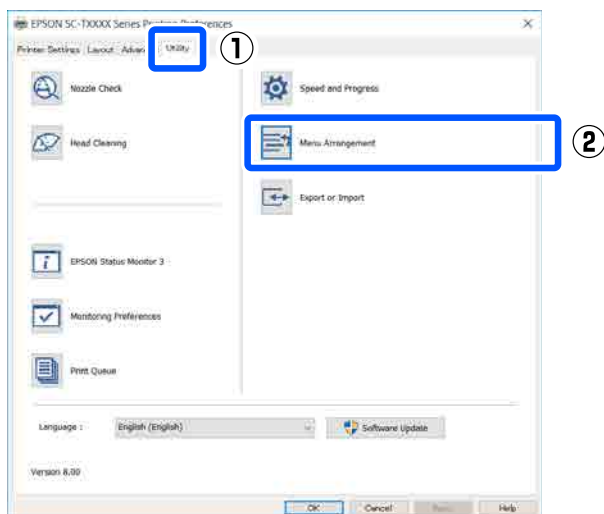 EPSON SC-TXXXX Series Printing Preferences
Printer Settings Layout Advan Utility
①
Nozzle Check
Speed and Progress
Head Cleaning
Menu Arrangement
②
Export or Import
EPSON Status Monitor 3
Monitoring Preferences
Print Queue
Language : English (English)
Software Update
Version 8.00
OK Cancel Help